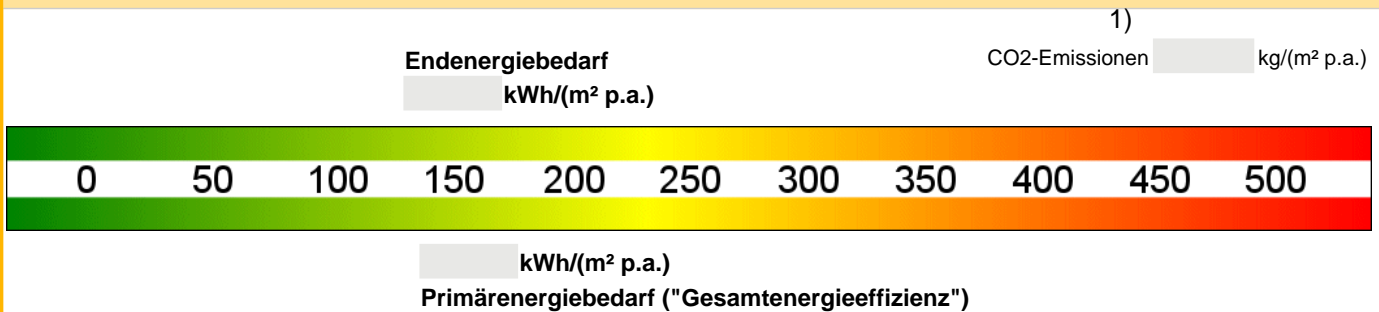 1)
Endenergiebedarf
CO2-Emissionen kg/(m² p.a.)
kWh/(m² p.a.)
0 50 100 150 200 250 300 350 400 450 500
kWh/(m² p.a.)
Primärenergiebedarf ("Gesamtenergieeffizienz")